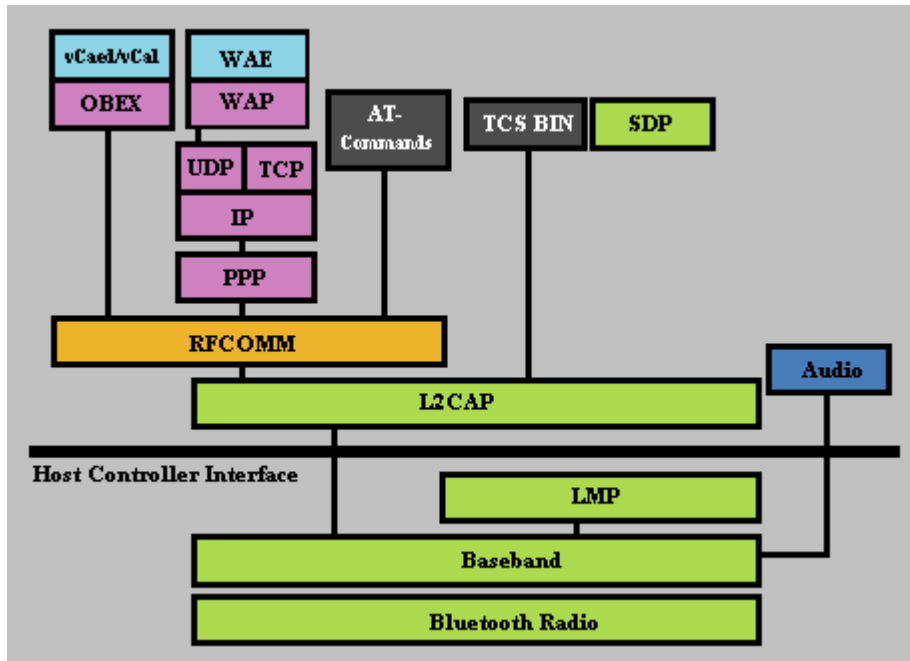 vCaed/vCal
WAE
OBEX
WAP
AT-
Commands
TCS BIN
SDP
UDP
TCP
IP
PPP
RFCOMM
Audio
L2CAP
Host Controller Interface
LMP
Baseband
Bluetooth Radio